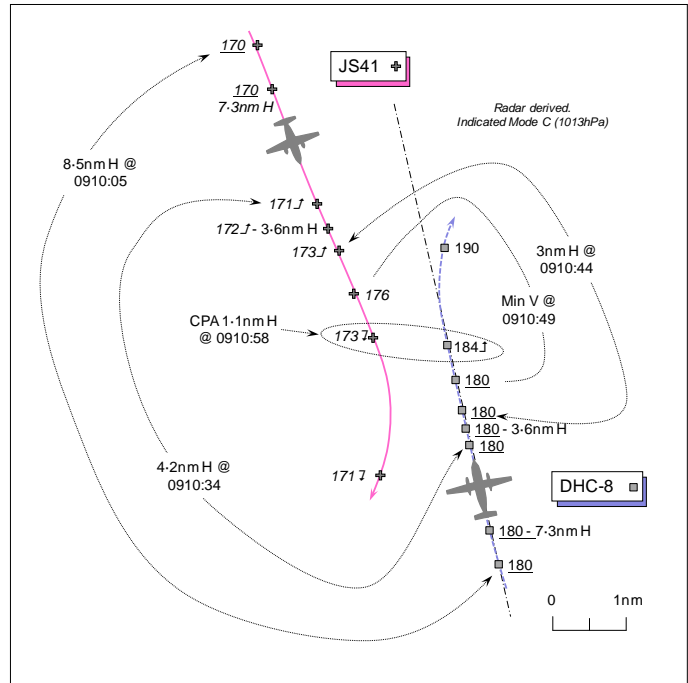 170
JS41
170
7·3nm H
Radar derived.
Indicated Mode C (1013hPa)
8·5nm H @
0910:05
171↥
172↥ - 3·6nm H
173↥
190
3nm H @
0910:44
176
Min V @
0910:49
CPA 1·1nm H
@ 0910:58
173↧
184↥
180
180
180 - 3·6nm H
180
4·2nm H @
0910:34
171↧
DHC-8
180 - 7·3nm H
180
0 1nm